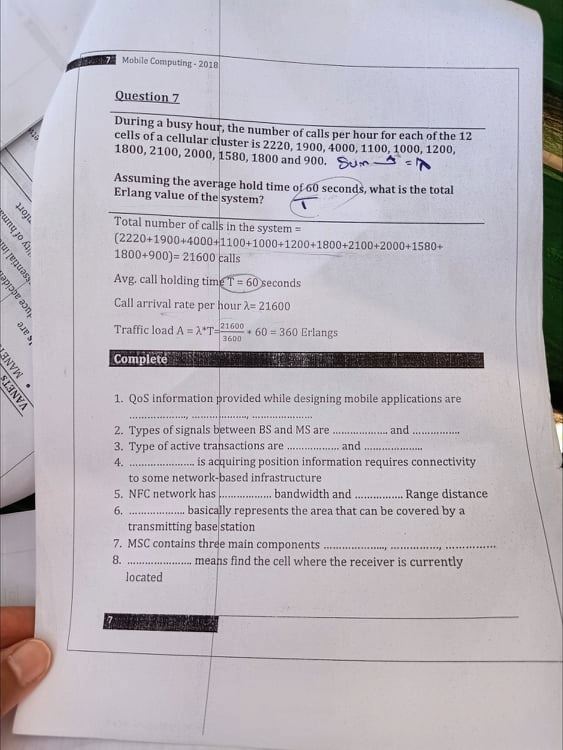 7 Mobile Computing - 2018
Question 7
During a busy hour, the number of calls per hour for each of the 12
cells of a cellular cluster is 2220, 1900, 4000, 1100, 1000, 1200,
1800, 2100, 2000, 1580, 1800 and 900. Sum → = λ
Assuming the average hold time of 60 seconds, what is the total
Erlang value of the system? T
Total number of calls in the system =
(2220+1900+4000+1100+1000+1200+1800+2100+2000+1580+
1800+900)= 21600 calls
Avg. call holding time T = 60 seconds
Call arrival rate per hour λ= 21600
Traffic load A = λ*T= 21600/3600 * 60 = 360 Erlangs
Complete
1. QoS information provided while designing mobile applications are
..................., ..................., ....................
2. Types of signals between BS and MS are .................. and ................
3. Type of active transactions are ................. and ....................
4. ...................... is acquiring position information requires connectivity
to some network-based infrastructure
5. NFC network has ................. bandwidth and ............... Range distance
6. .................. basically represents the area that can be covered by a
transmitting base station
7. MSC contains three main components ....................., ................., .................
8. ...................... means find the cell where the receiver is currently
located
7
VANETS
MANE